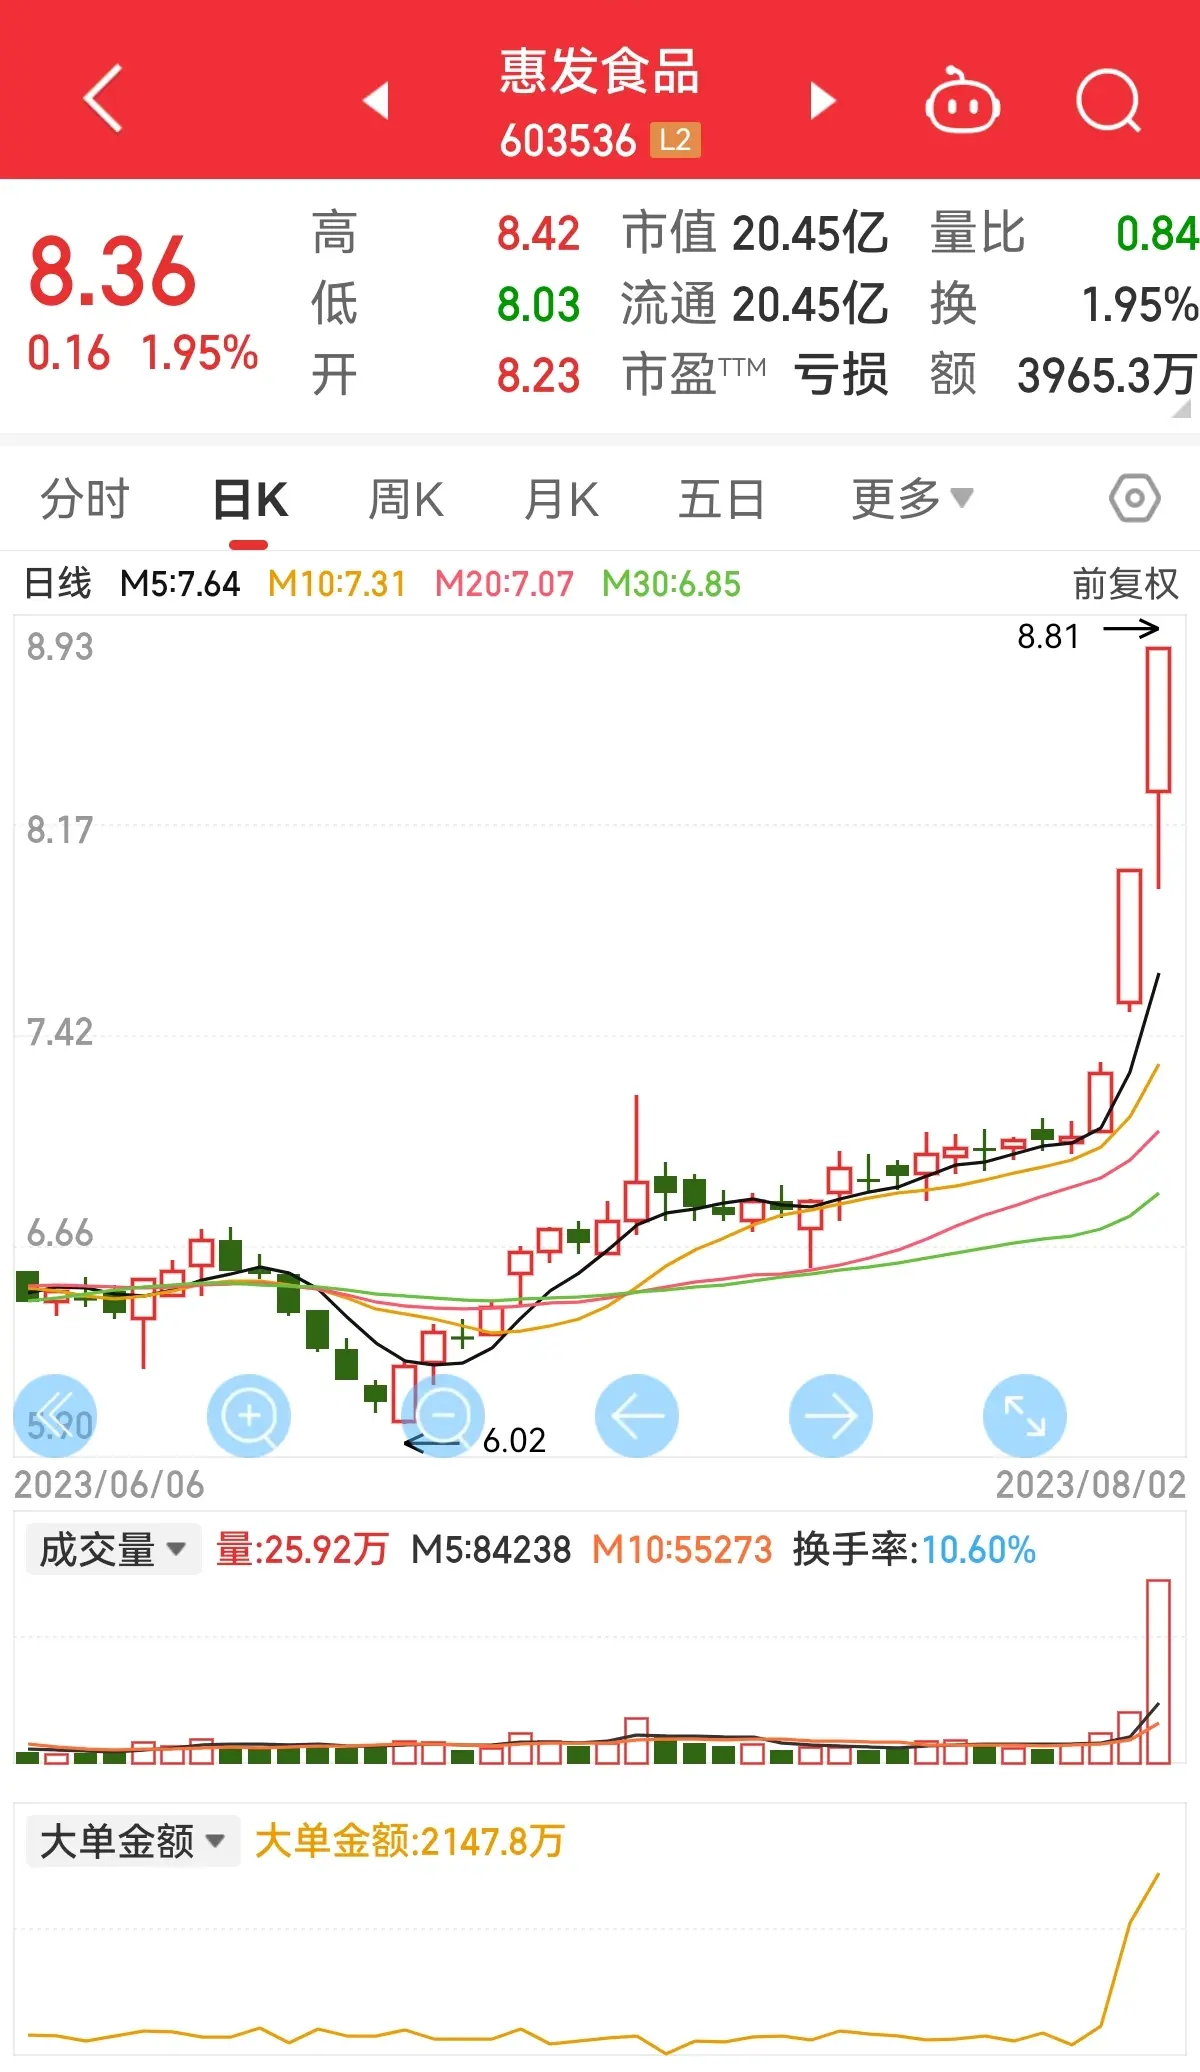 惠发食品
603536 L2
8.36
0.16 1.95%
高 8.42 市值 20.45亿 量比 0.84
低 8.03 流通 20.45亿 换 1.95%
开 8.23 市盈TTM 亏损 额 3965.3万
分时 日K 周K 月K 五日 更多
日线 M5:7.64 M10:7.31 M20:7.07 M30:6.85 前复权
8.93
8.81
8.17
7.42
6.66
5.90
6.02
2023/06/06 2023/08/02
成交量 量:25.92万 M5:84238 M10:55273 换手率:10.60%
大单金额 大单金额:2147.8万